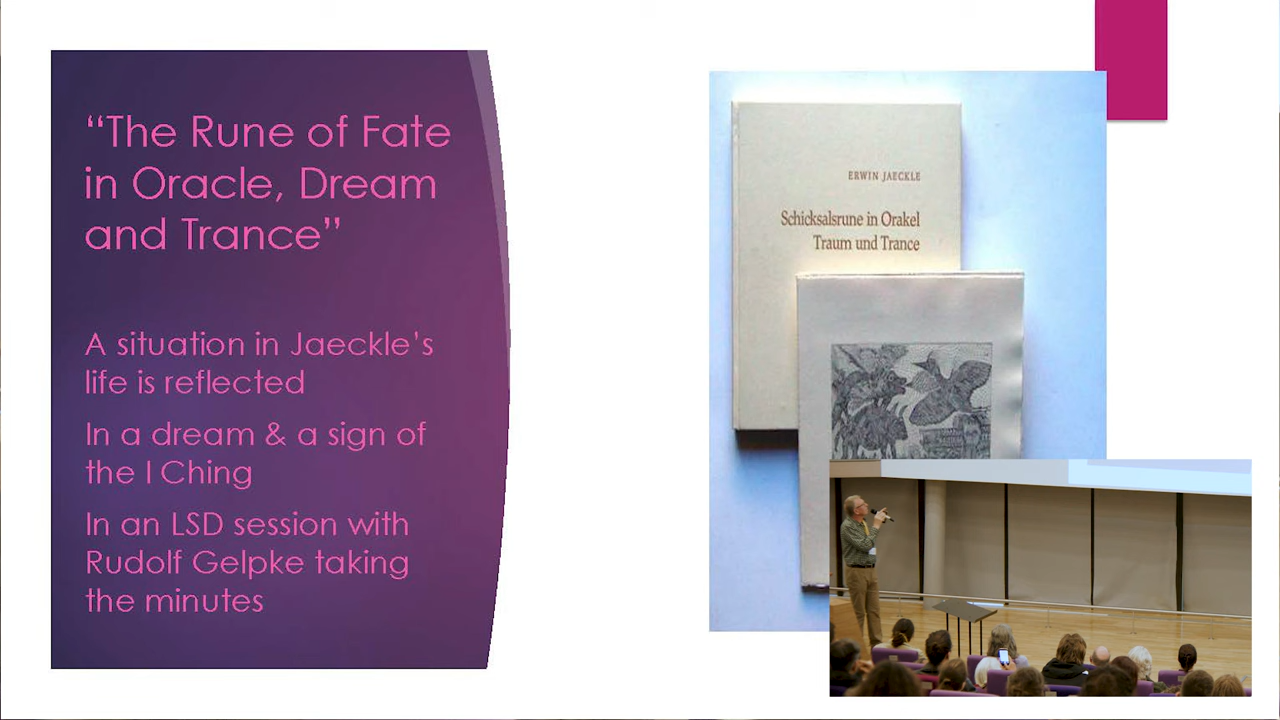 “The Rune of Fate
in Oracle, Dream
and Trance”
A situation in Jaeckle’s
life is reflected
In a dream & a sign of
the I Ching
In an LSD session with
Rudolf Gelpke taking
the minutes
ERWIN JAECKLE
Schicksalsrune in Orakel
Traum und Trance